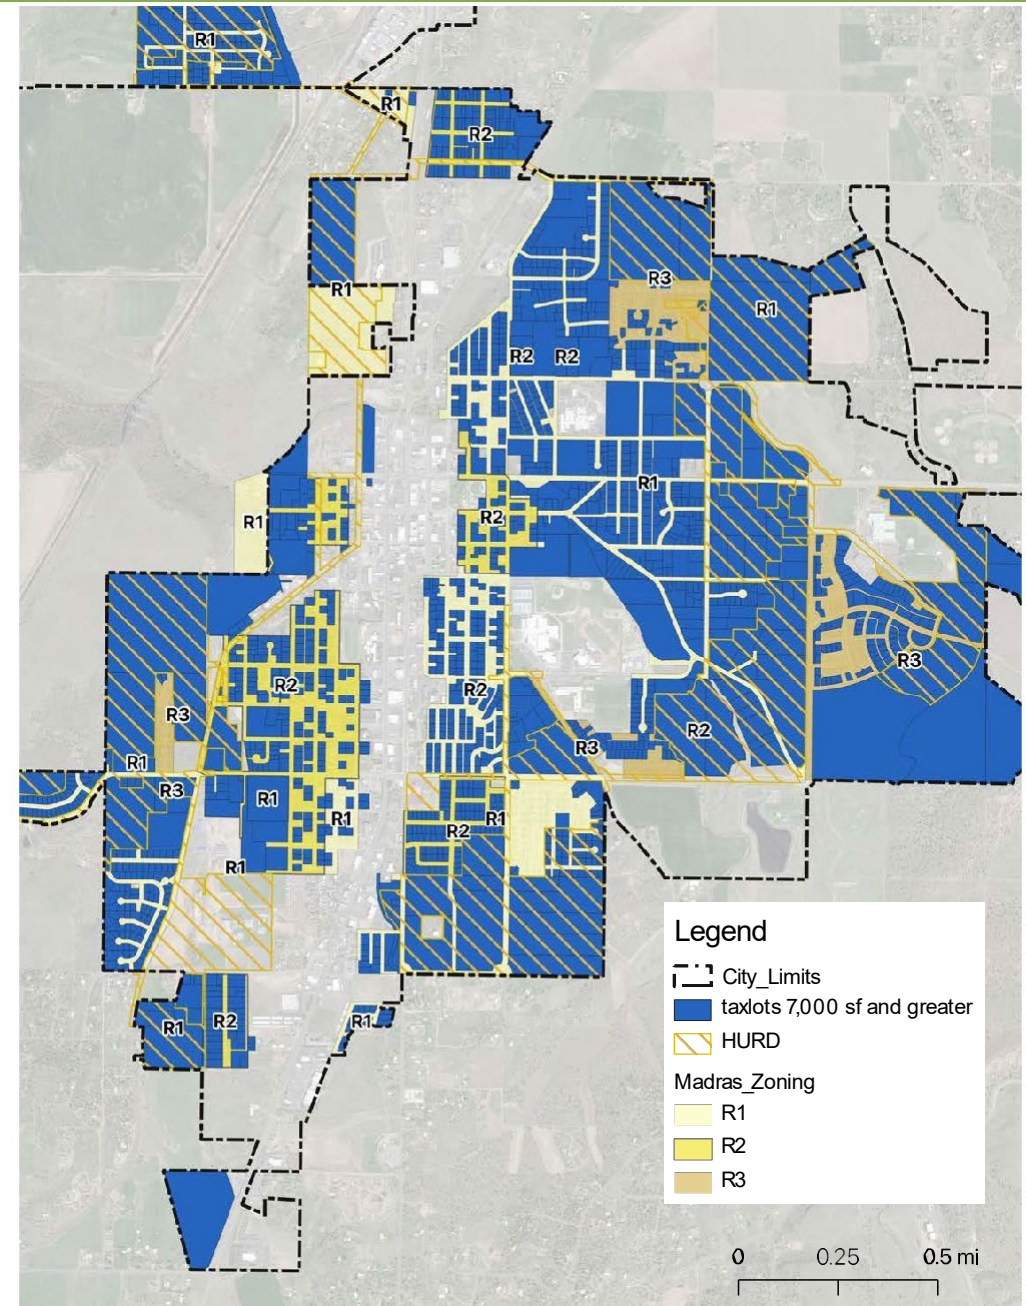 R1
R1
R2
R3
R1
R1
R2
R2
R1
R2
R1
R3
R2
R3
R2
R2
R3
R1
R3
R1
R1
R1
R2
R1
R1
R2
R1
Legend
City_Limits
taxlots 7,000 sf and greater
HURD
Madras_Zoning
R1
R2
R3
0 0.25 0.5 mi